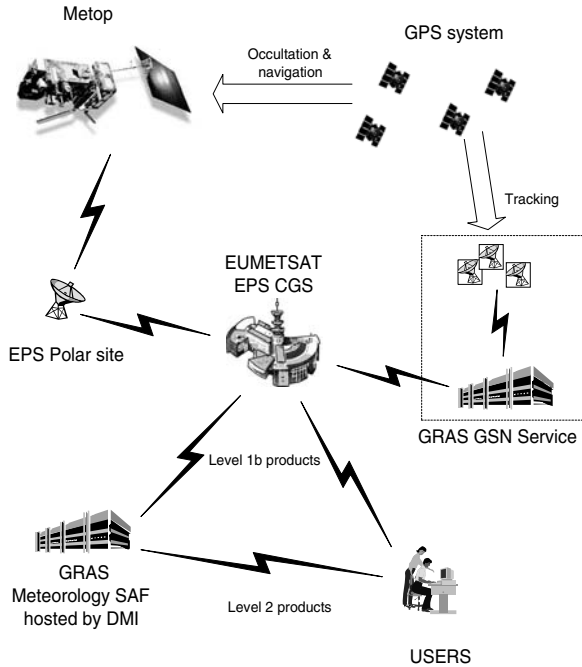 Metop
GPS system
Occultation &
navigation
Tracking
EUMETSAT
EPS CGS
EPS Polar site
GRAS GSN Service
Level 1b products
GRAS
Meteorology SAF
hosted by DMI
Level 2 products
USERS